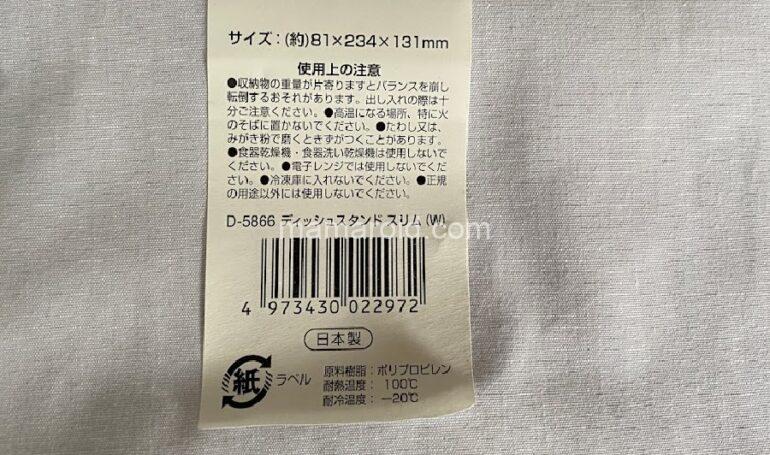 サイズ：(約)81×234×131mm
使用上の注意
●収納物の重量が片寄りますとバランスを崩し
転倒するおそれがあります。出し入れの際は十
分ご注意ください。●高温になる場所、特に火
のそばに置かないでください。●たわし又は、
みがき粉で磨くときずがつくことがあります。
●食器乾燥機・食器洗い乾燥機は使用しないで
ください。●電子レンジでは使用しないでくだ
さい。●冷凍庫に入れないでください。●正規
の用途以外には使用しないでください。
D-5866 ディッシュスタンド スリム(W)
mamaroid.com
4 973430 022972
日本製
紙 ラベル
原料樹脂：ポリプロピレン
耐熱温度： 100℃
耐冷温度：－20℃